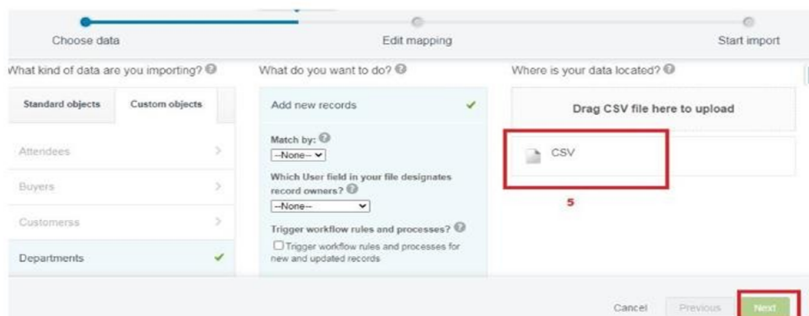 Choose data
Edit mapping
Start import
What kind of data are you importing?
What do you want to do?
Where is your data located?
Standard objects
Custom objects
Attendees
Buyers
Customerss
Departments
Add new records
Match by:
--None--
Which User field in your file designates
record owners?
--None--
Trigger workflow rules and processes?
Trigger workflow rules and processes for
new and updated records
Drag CSV file here to upload
CSV
5
Cancel
Previous
Next